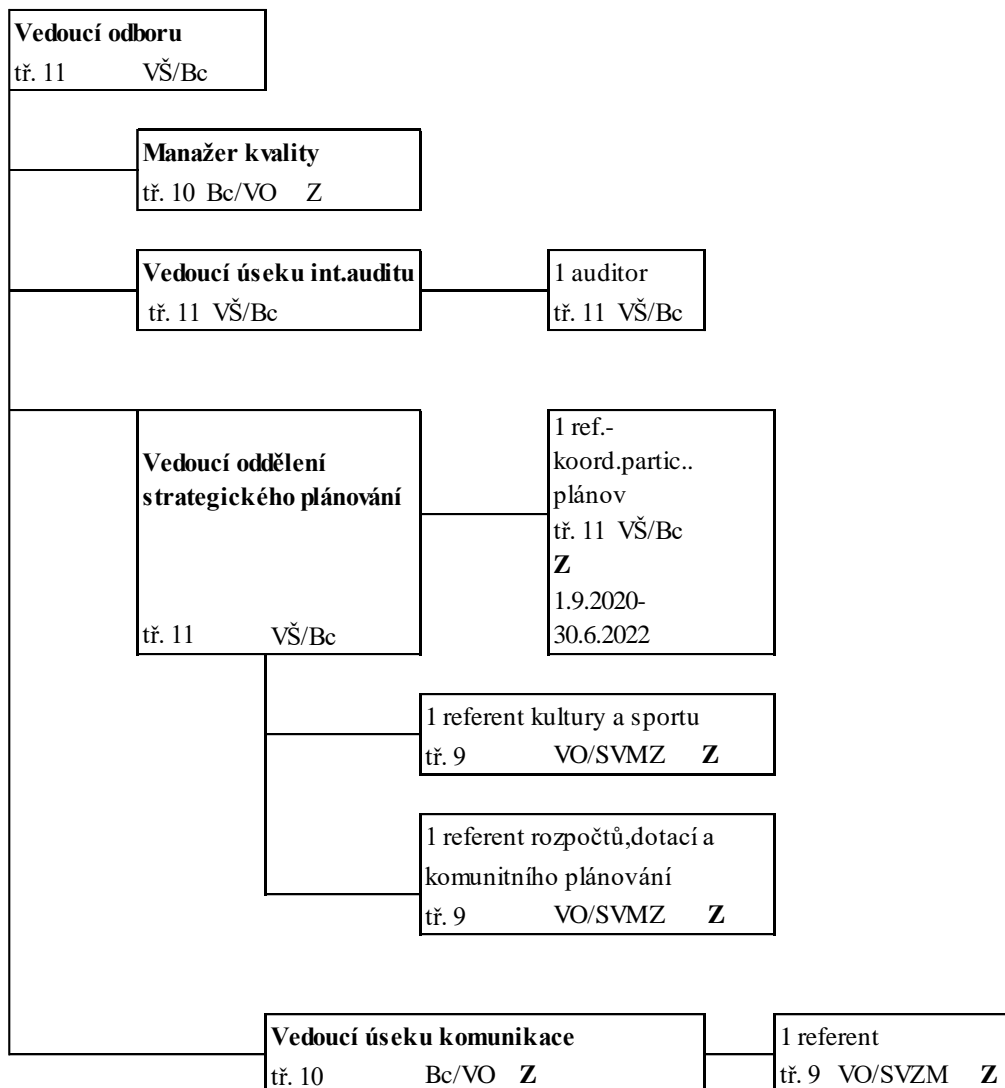 Vedoucí odboru
tř. 11 VŠ/Bc
Manažer kvality
tř. 10 Bc/VO Z
Vedoucí úseku int.auditu
tř. 11 VŠ/Bc
1 auditor
tř. 11 VŠ/Bc
Vedoucí oddělení
strategického plánování
tř. 11 VŠ/Bc
1 ref.-
koord.partic..
plánov
tř. 11 VŠ/Bc
Z
1.9.2020-
30.6.2022
1 referent kultury a sportu
tř. 9 VO/SVMZ Z
1 referent rozpočtů,dotací a
komunitního plánování
tř. 9 VO/SVMZ Z
Vedoucí úseku komunikace
tř. 10 Bc/VO Z
1 referent
tř. 9 VO/SVZM Z